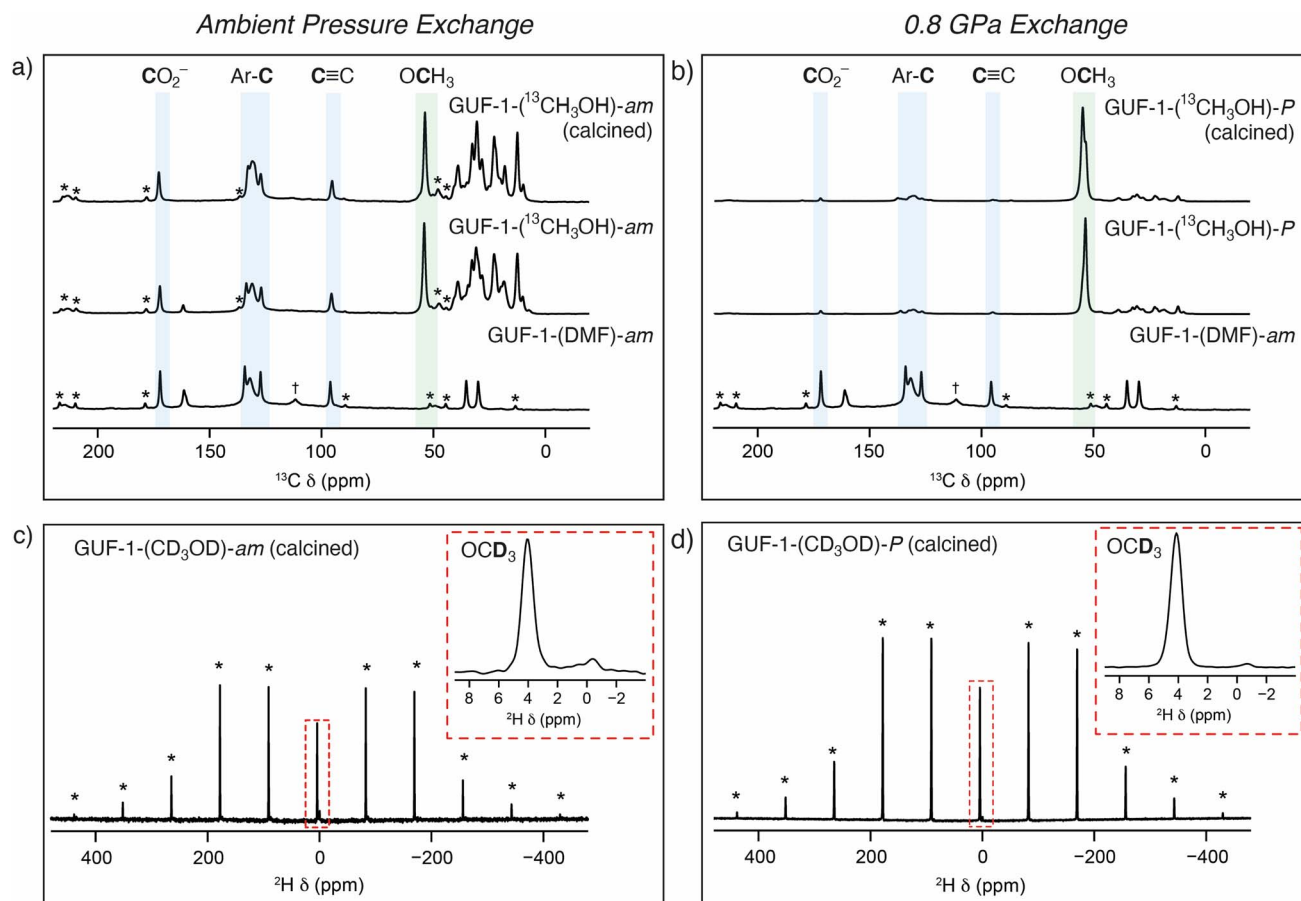 Ambient Pressure Exchange
0.8 GPa Exchange
a)
CO₂⁻ Ar-C C≡C OCH₃
GUF-1-(¹³CH₃OH)-am
(calcined)
* * * * * *
GUF-1-(¹³CH₃OH)-am
* * * * * *
GUF-1-(DMF)-am
* * * † * * * *
200 150 100 50 0
¹³C δ (ppm)
b)
CO₂⁻ Ar-C C≡C OCH₃
GUF-1-(¹³CH₃OH)-P
(calcined)
GUF-1-(¹³CH₃OH)-P
GUF-1-(DMF)-am
* * * † * * * *
200 150 100 50 0
¹³C δ (ppm)
c)
GUF-1-(CD₃OD)-am (calcined)
OCD₃
8 6 4 2 0 −2
²H δ (ppm)
* * * * * * * * * *
400 200 0 −200 −400
²H δ (ppm)
d)
GUF-1-(CD₃OD)-P (calcined)
OCD₃
8 6 4 2 0 −2
²H δ (ppm)
* * * * * * * * * *
400 200 0 −200 −400
²H δ (ppm)